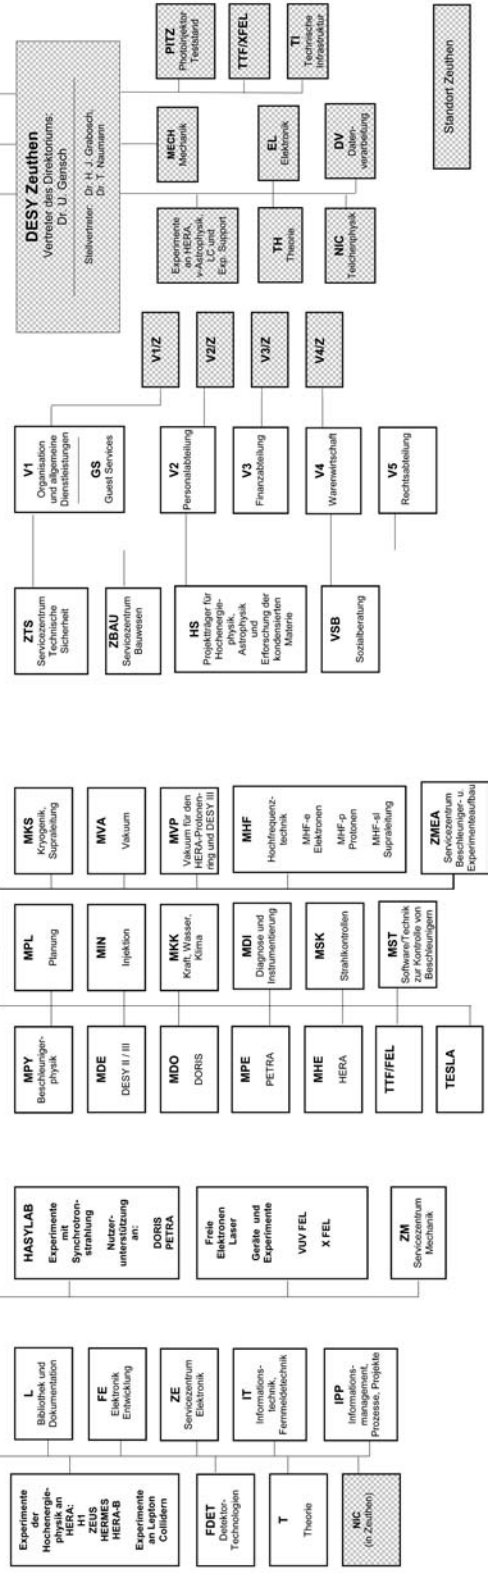 Experimente
der
Hochenergie-
physik an
HERA:
H1
ZEUS
HERMES
HERA-B
Experimente
an Lepton
Collidern
FDET
Detektor-
Technologien
T
Theorie
NIC
(in Zeuthen)
L
Bibliothek und
Dokumentation
FE
Elektronik
Entwicklung
ZE
Servicezentrum
Elektronik
IT
Informations-
technik,
Fernmeldetechnik
IPP
Informations-
management,
Prozesse, Projekte
HASYLAB
Experimente
mit
Synchrotron-
strahlung
Nutzer-
unterstützung
an:
DORIS
PETRA
Freie
Elektronen
Laser
Geräte und
Experimente
VUV FEL
X FEL
ZM
Servicezentrum
Mechanik
MPY
Beschleuniger-
physik
MDE
DESY II / III
MDO
DORIS
MPE
PETRA
MHE
HERA
TTF/FEL
TESLA
MPL
Planung
MIN
Injektion
MKK
Kraft, Wasser,
Klima
MDI
Diagnose und
Instrumentierung
MSK
Strahlkontrollen
MST
Software/Technik
zur Kontrolle von
Beschleunigern
MKS
Kryogenik,
Supraleitung
MVA
Vakuum
MVP
Vakuum für den
HERA-Protonen-
ring und DESY III
MHF
Hochfrequenz-
technik
MHF-e
Elektronen
MHF-p
Protonen
MHF-sl
Supraleitung
ZMEA
Servicezentrum
Beschleuniger- u.
Experimenteaufbau
ZTS
Servicezentrum
Technische
Sicherheit
ZBAU
Servicezentrum
Bauwesen
HS
Projektträger für
Hochenergie-
physik,
Astrophysik
und
Erforschung der
kondensierten
Materie
VSB
Sozialberatung
V1
Organisation
und allgemeine
Dienstleistungen
GS
Guest Services
V2
Personalabteilung
V3
Finanzabteilung
V4
Warenwirtschaft
V5
Rechtsabteilung
V1/Z
V2/Z
V3/Z
V4/Z
DESY Zeuthen
Vertreter des Direktoriums:
Dr. U. Gensch
Stellvertreter: Dr. H. J. Grabosch,
Dr. T. Naumann
Experimente
an HERA,
ν-Astrophysik,
LC und
Exp. Support
TH
Theorie
NIC
Teilchenphysik
MECH
Mechanik
EL
Elektronik
DV
Daten-
verarbeitung
PITZ
Photoinjektor
Teststand
TTF/XFEL
TI
Technische
Infrastruktur
Standort Zeuthen